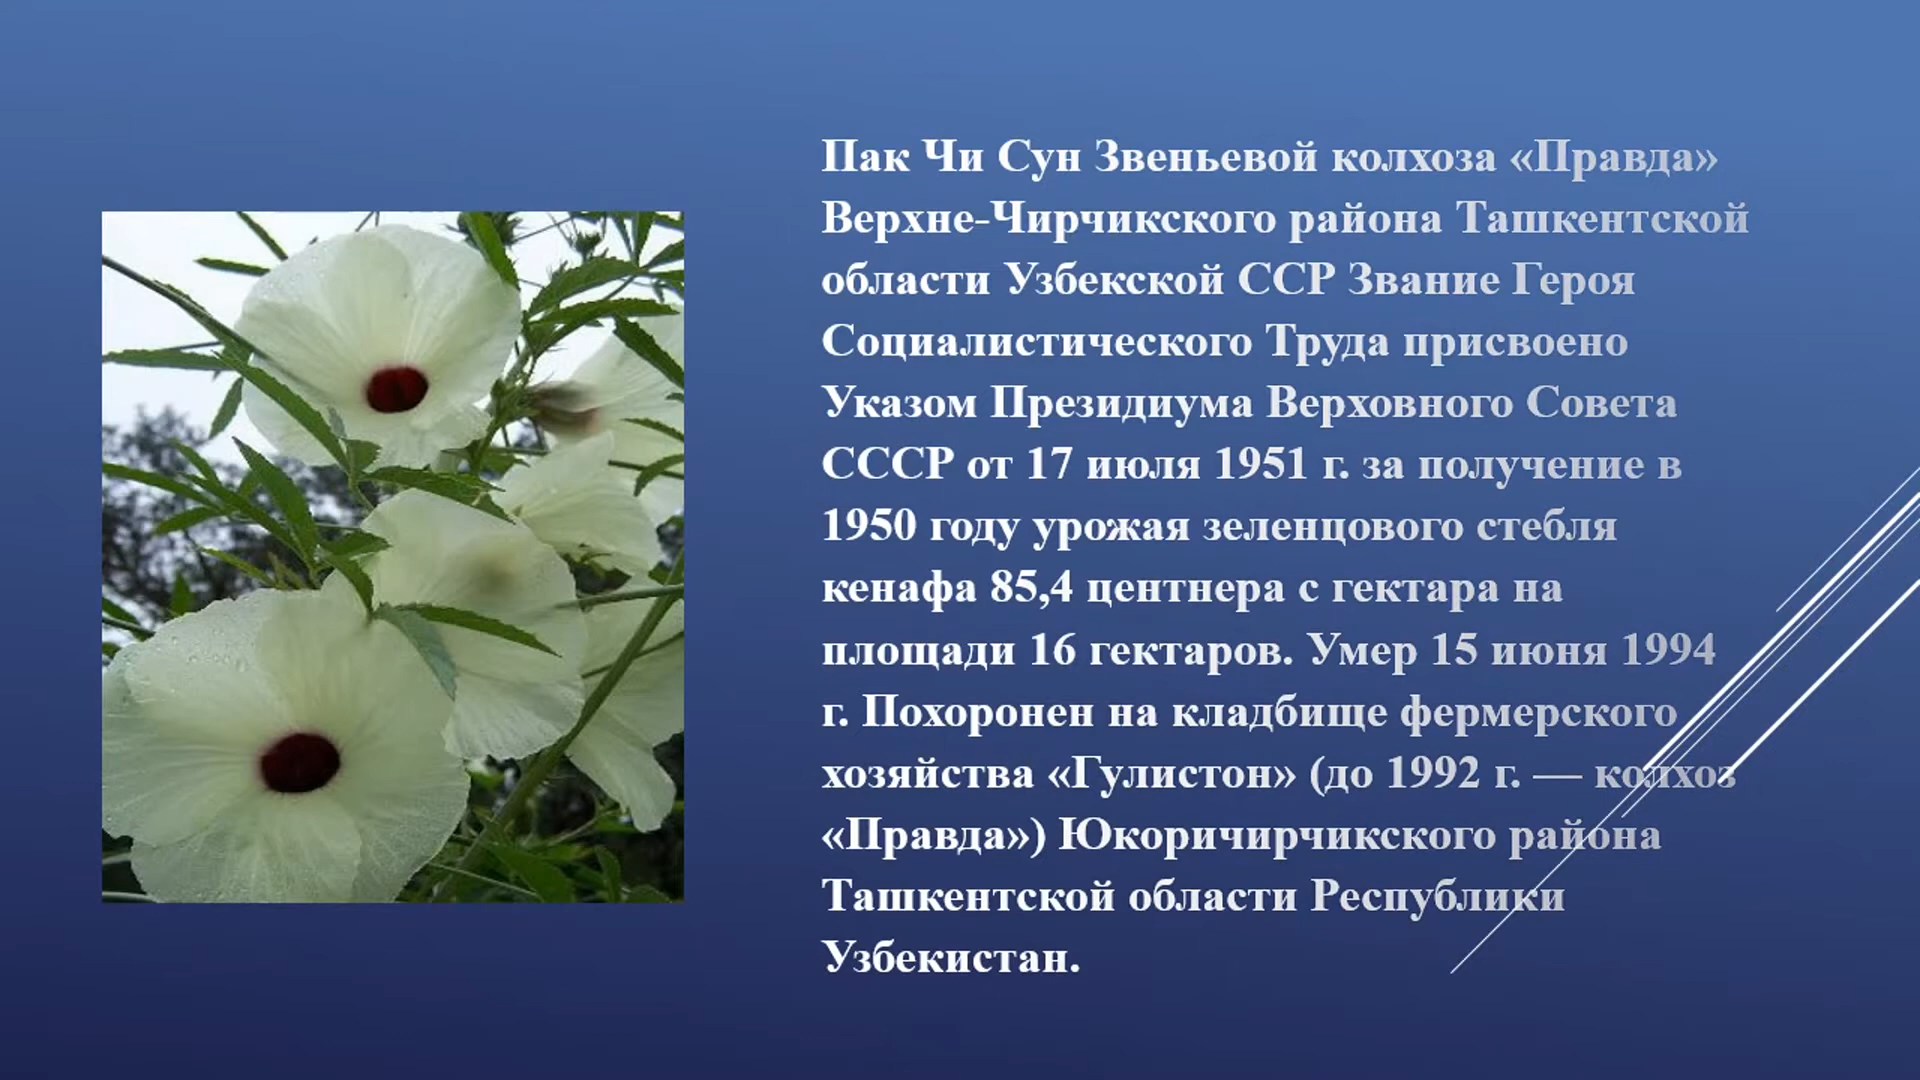 Пак Чи Сун Звеньевой колхоза «Правда»
Верхне-Чирчикского района Ташкентской
области Узбекской ССР Звание Героя
Социалистического Труда присвоено
Указом Президиума Верховного Совета
СССР от 17 июля 1951 г. за получение в
1950 году урожая зеленцового стебля
кенафа 85,4 центнера с гектара на
площади 16 гектаров. Умер 15 июня 1994
г. Похоронен на кладбище фермерского
хозяйства «Гулистон» (до 1992 г. — колхоз
«Правда») Юкоричирчикского района
Ташкентской области Республики
Узбекистан.